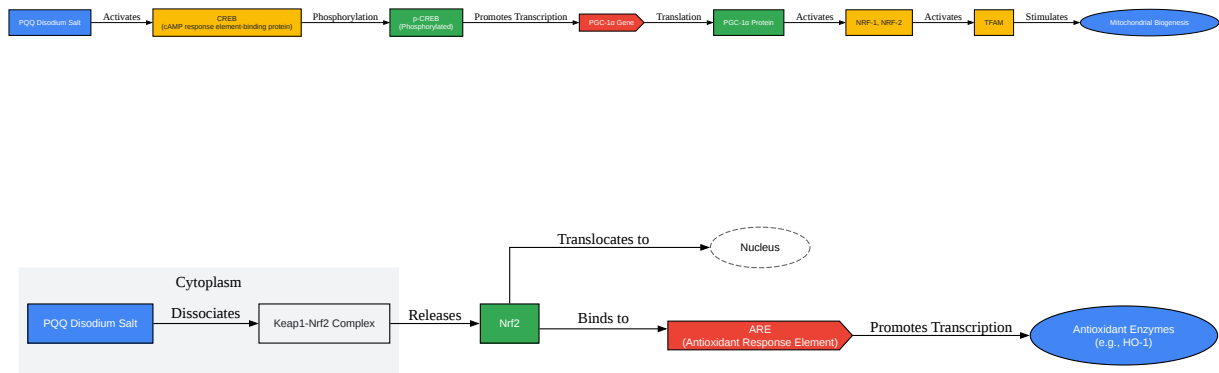 PQQ Disodium Salt
Activates
CREB
(cAMP response element-binding protein)
Phosphorylation
p-CREB
(Phosphorylated)
Promotes Transcription
PGC-1α Gene
Translation
PGC-1α Protein
Activates
NRF-1, NRF-2
Activates
TFAM
Stimulates
Mitochondrial Biogenesis
Translocates to
Nucleus
Cytoplasm
PQQ Disodium Salt
Dissociates
Keap1-Nrf2 Complex
Releases
Nrf2
Binds to
ARE
(Antioxidant Response Element)
Promotes Transcription
Antioxidant Enzymes
(e.g., HO-1)